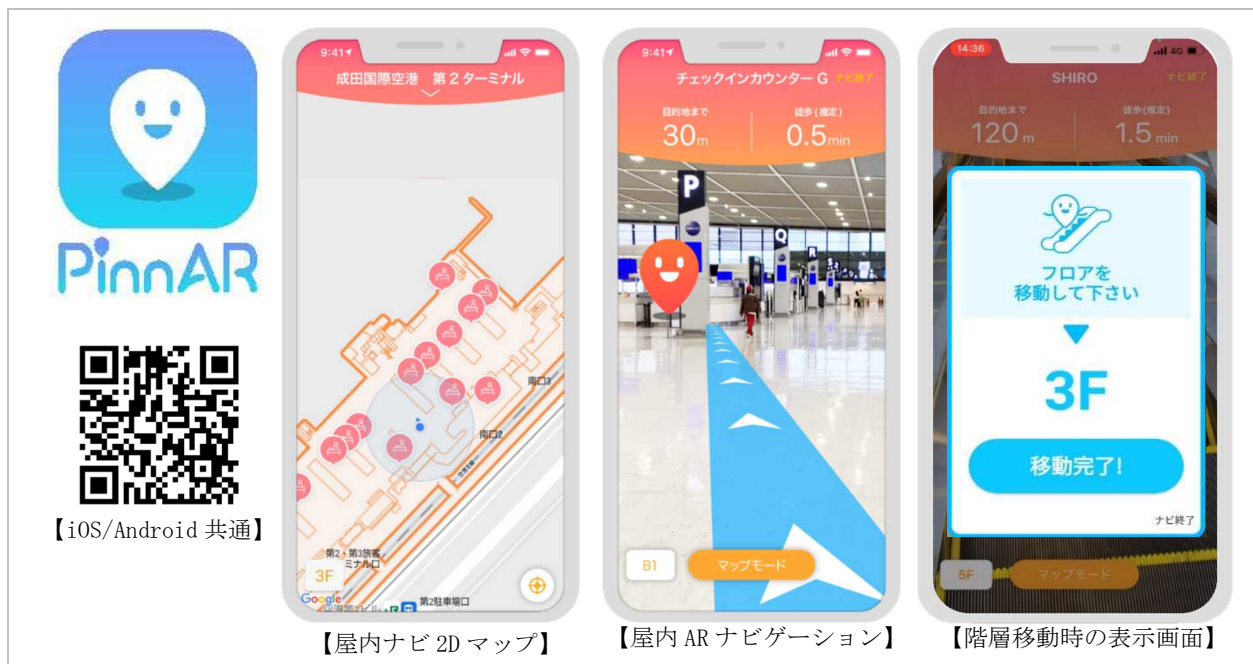 PinnAR
【iOS/Android 共通】
9:41
成田国際空港 第2ターミナル
南口3
南口2
第2・第3旅客
ミナル口
3F
Google
第2駐車場口
【屋内ナビ 2D マップ】
9:41
チェックインカウンター G
ナビ終了
目的地まで
30m
徒歩(推定)
0.5min
P
Q
R
B1
マップモード
【屋内 AR ナビゲーション】
14:36
4G
SHIRO
ナビ終了
目的地まで
120 m
徒歩(推定)
1.5 min
フロアを
移動して下さい
3F
移動完了!
ナビ終了
5F
マップモード
【階層移動時の表示画面】